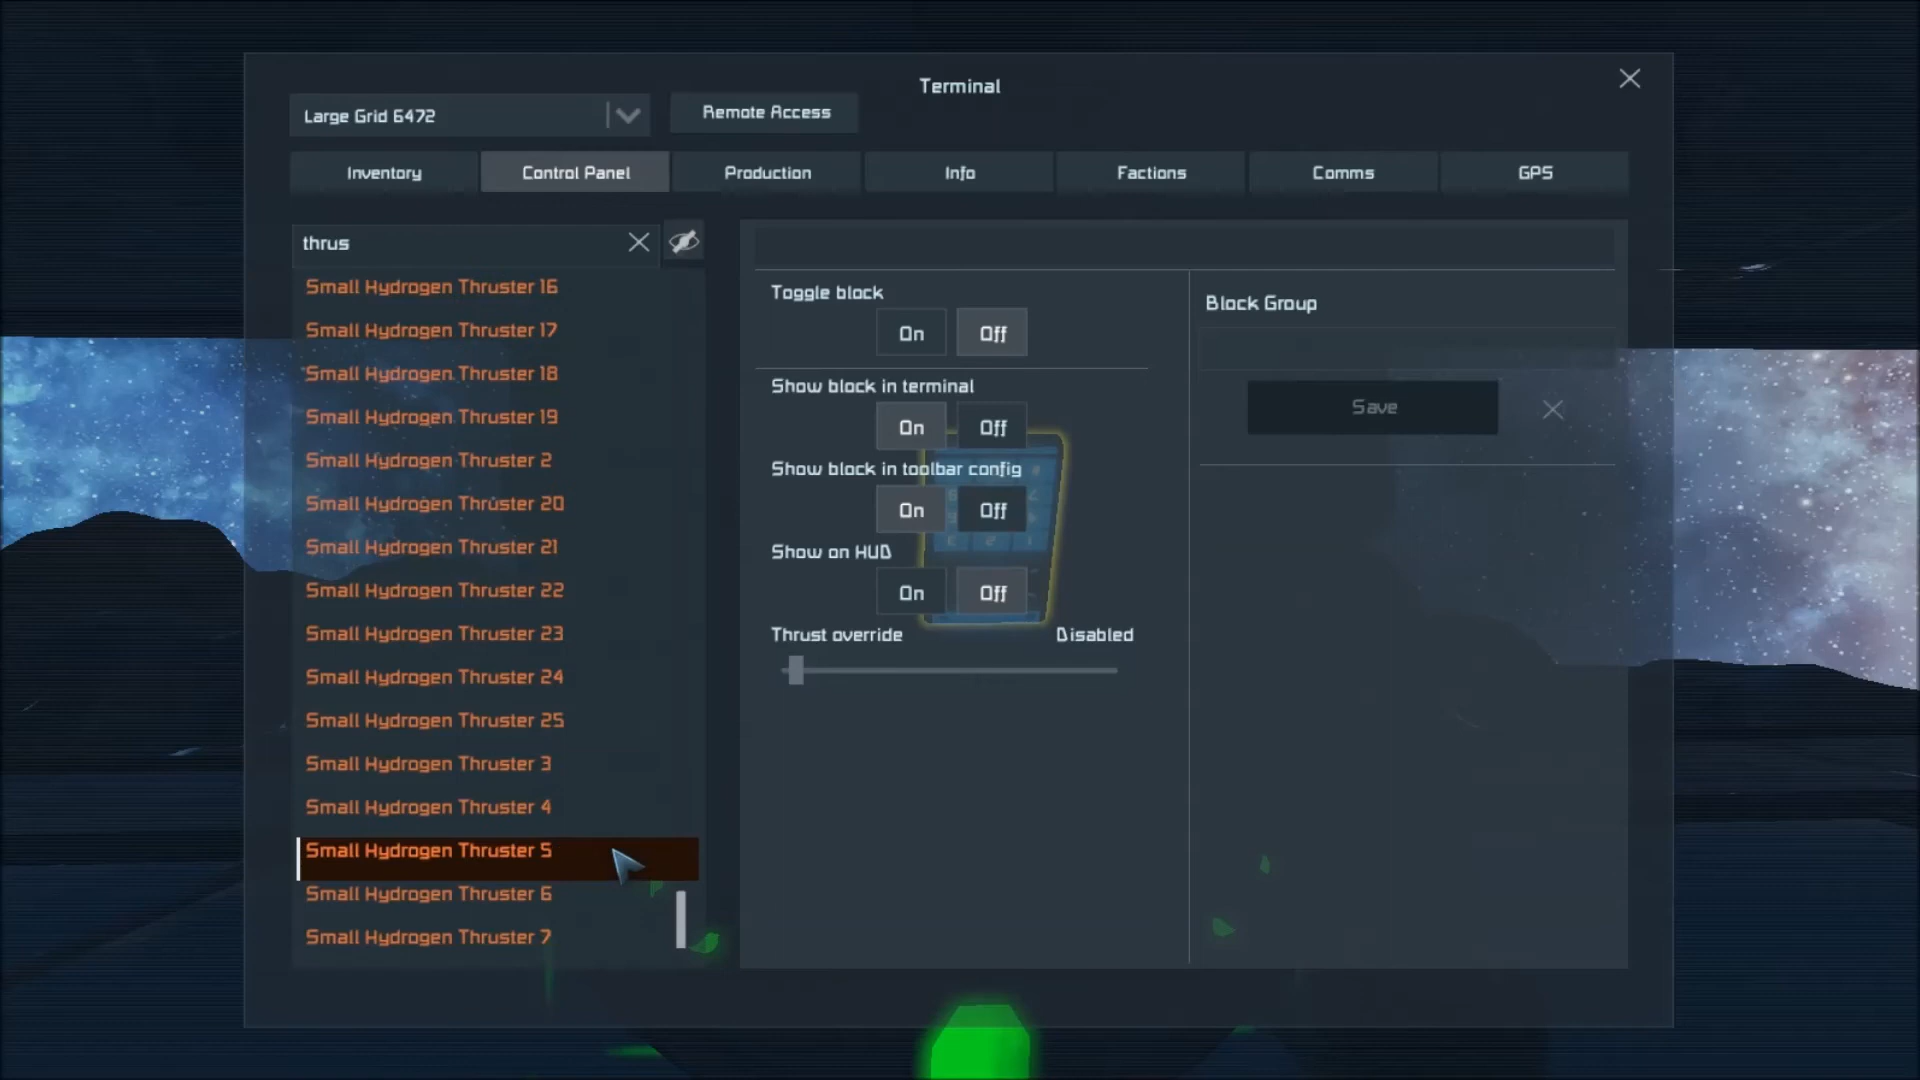 Terminal
Large Grid 6472
Remote Access
Inventory
Control Panel
Production
Info
Factions
Comms
GPS
thrus
Small Hydrogen Thruster 16
Small Hydrogen Thruster 17
Small Hydrogen Thruster 18
Small Hydrogen Thruster 19
Small Hydrogen Thruster 2
Small Hydrogen Thruster 20
Small Hydrogen Thruster 21
Small Hydrogen Thruster 22
Small Hydrogen Thruster 23
Small Hydrogen Thruster 24
Small Hydrogen Thruster 25
Small Hydrogen Thruster 3
Small Hydrogen Thruster 4
Small Hydrogen Thruster 5
Small Hydrogen Thruster 6
Small Hydrogen Thruster 7
Toggle block
On Off
Show block in terminal
On Off
Show block in toolbar config
On Off
Show on HUD
On Off
Thrust override Disabled
Block Group
Save